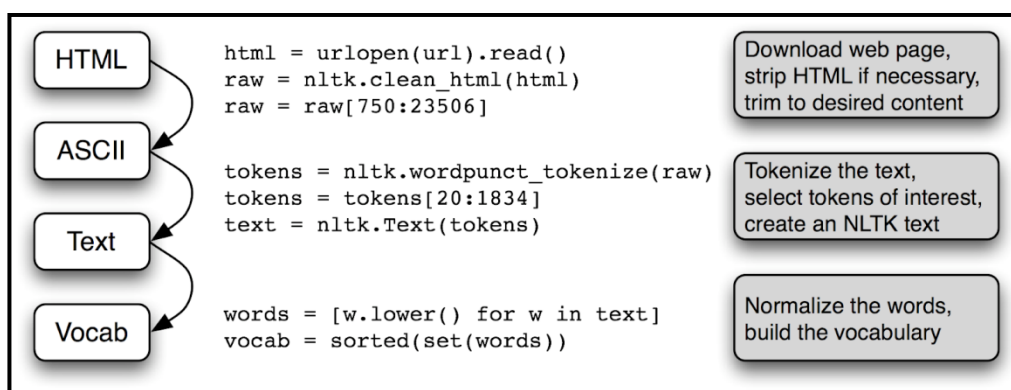 HTML
html = urlopen(url).read()
raw = nltk.clean_html(html)
raw = raw[750:23506]
Download web page,
strip HTML if necessary,
trim to desired content
ASCII
tokens = nltk.wordpunct_tokenize(raw)
tokens = tokens[20:1834]
text = nltk.Text(tokens)
Tokenize the text,
select tokens of interest,
create an NLTK text
Text
words = [w.lower() for w in text]
vocab = sorted(set(words))
Normalize the words,
build the vocabulary
Vocab